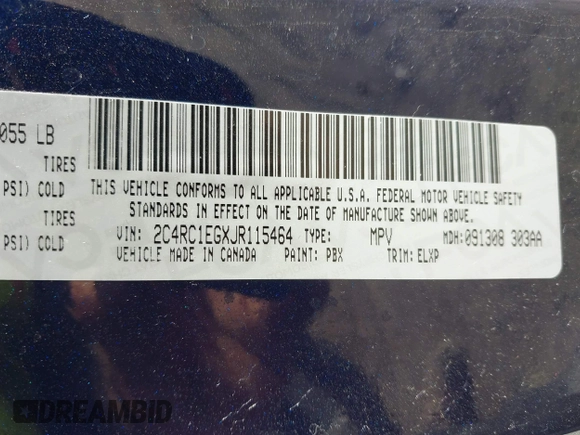 055 LB
TIRES
PSI) COLD
TIRES
PSI) COLD
THIS VEHICLE CONFORMS TO ALL APPLICABLE U.S.A. FEDERAL MOTOR VEHICLE SAFETY
STANDARDS IN EFFECT ON THE DATE OF MANUFACTURE SHOWN ABOVE.
VIN: 2C4RC1EGXJR115464 TYPE: MPV MDH: 091308 303AA
VEHICLE MADE IN CANADA PAINT: PBX TRIM: ELXP
DREAMBID